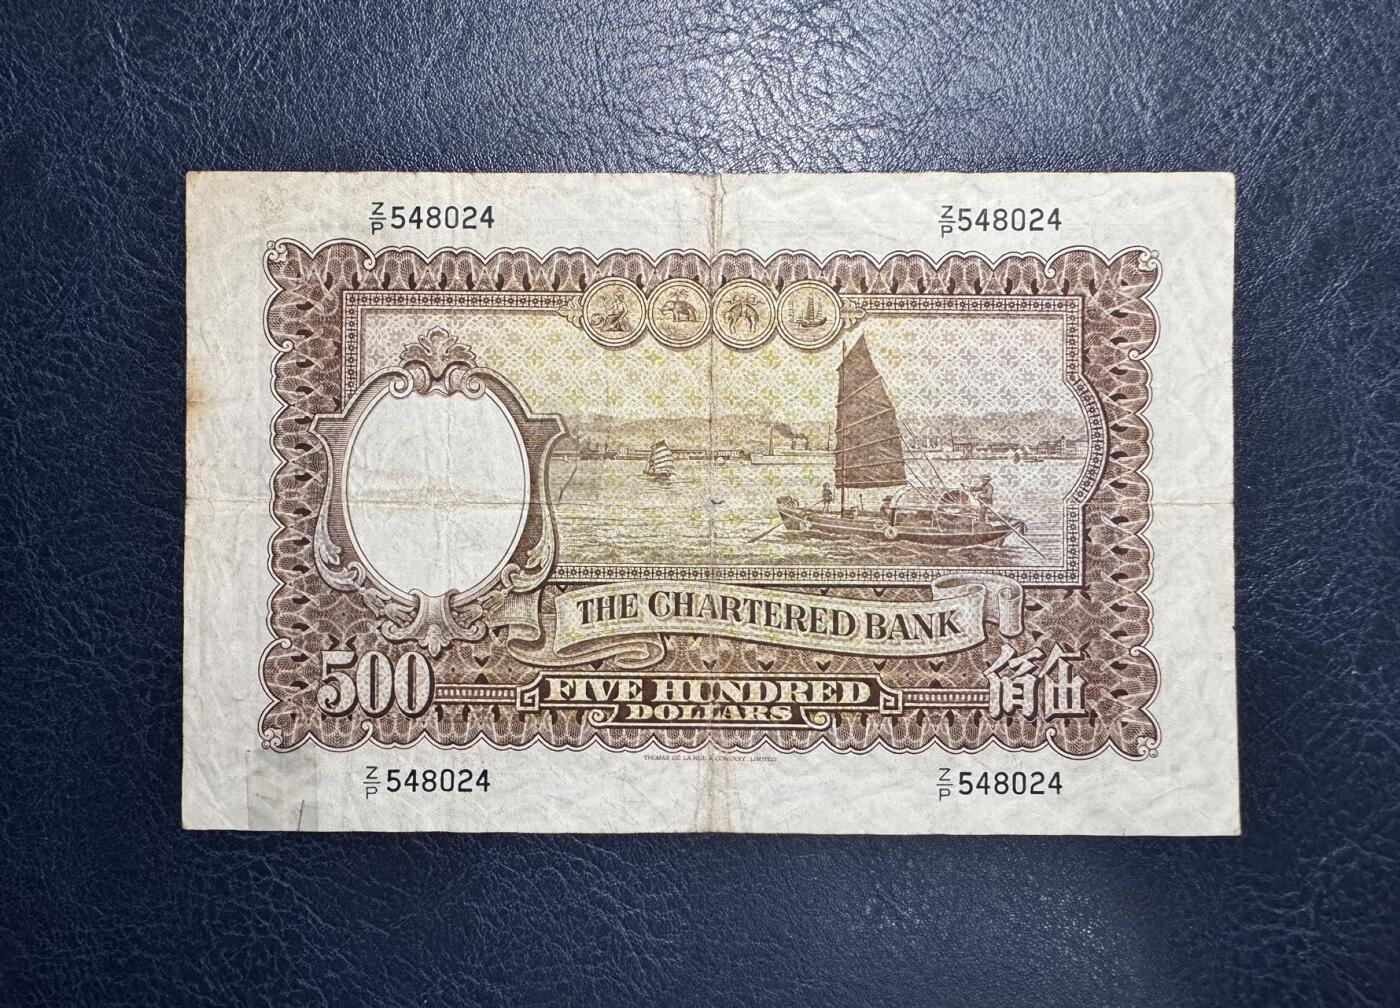 Z/P 548024
Z/P 548024
THE CHARTERED BANK
500
FIVE HUNDRED
DOLLARS
佰伍
THOMAS DE LA RUE & COMPANY, LIMITED
Z/P 548024
Z/P 548024